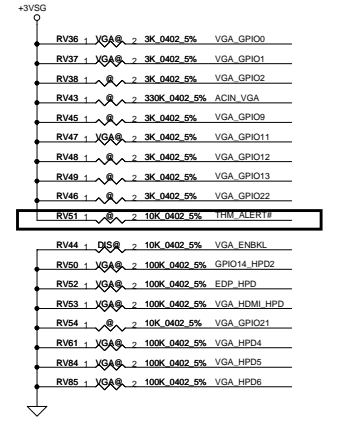 +3VSG
RV36 1 VGA@ 2 3K_0402_5% VGA_GPIO0
RV37 1 VGA@ 2 3K_0402_5% VGA_GPIO1
RV38 1 @ 2 3K_0402_5% VGA_GPIO2
RV43 1 @ 2 330K_0402_5% ACIN_VGA
RV45 1 @ 2 3K_0402_5% VGA_GPIO9
RV47 1 VGA@ 2 3K_0402_5% VGA_GPIO11
RV48 1 @ 2 3K_0402_5% VGA_GPIO12
RV49 1 @ 2 3K_0402_5% VGA_GPIO13
RV46 1 @ 2 3K_0402_5% VGA_GPIO22
RV51 1 @ 2 10K_0402_5% THM_ALERT#
RV44 1 DIS@ 2 10K_0402_5% VGA_ENBKL
RV50 1 VGA@ 2 100K_0402_5% GPIO14_HPD2
RV52 1 VGA@ 2 100K_0402_5% EDP_HPD
RV53 1 VGA@ 2 100K_0402_5% VGA_HDMI_HPD
RV54 1 @ 2 10K_0402_5% VGA_GPIO21
RV61 1 VGA@ 2 100K_0402_5% VGA_HPD4
RV84 1 VGA@ 2 100K_0402_5% VGA_HPD5
RV85 1 VGA@ 2 100K_0402_5% VGA_HPD6